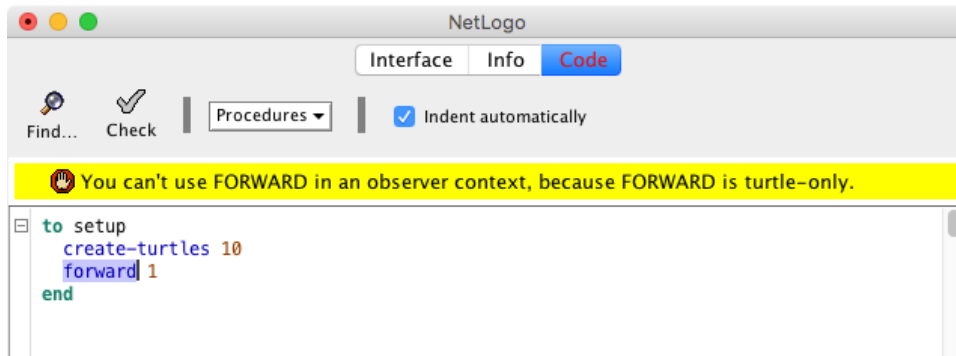 NetLogo
Interface Info Code
Find... Check Procedures Indent automatically
You can't use FORWARD in an observer context, because FORWARD is turtle-only.
to setup
create-turtles 10
forward 1
end